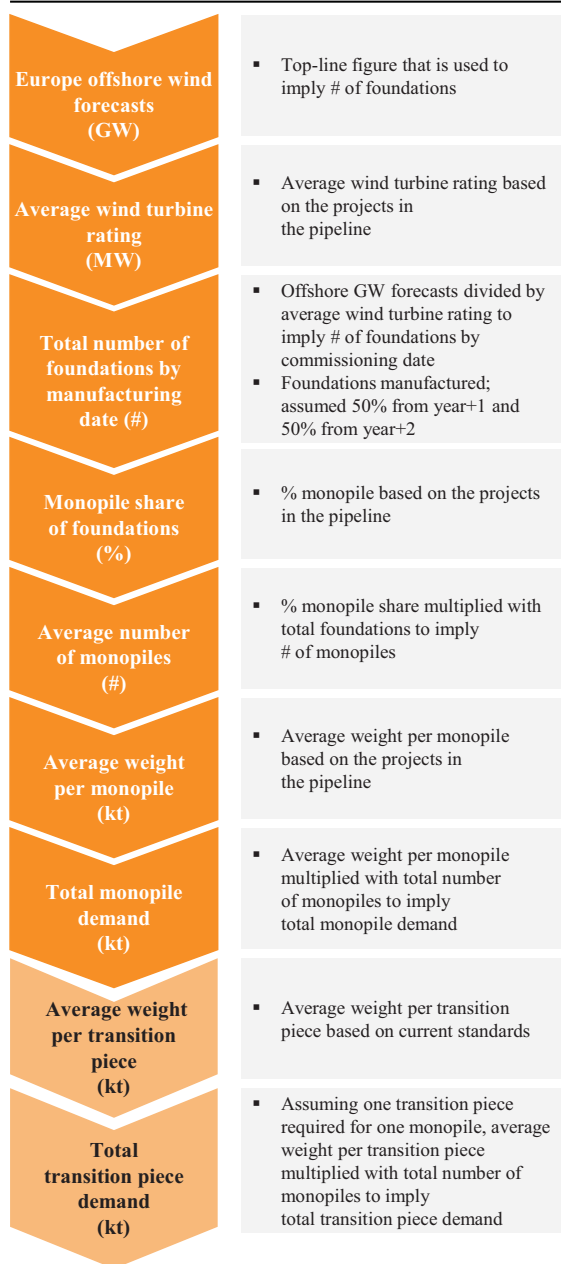 Europe offshore wind
forecasts
(GW)
▪ Top-line figure that is used to
imply # of foundations
Average wind turbine
rating
(MW)
▪ Average wind turbine rating based
on the projects in
the pipeline
Total number of
foundations by
manufacturing
date (#)
▪ Offshore GW forecasts divided by
average wind turbine rating to
imply # of foundations by
commissioning date
▪ Foundations manufactured;
assumed 50% from year+1 and
50% from year+2
Monopile share
of foundations
(%)
▪ % monopile based on the projects
in the pipeline
Average number
of monopiles
(#)
▪ % monopile share multiplied with
total foundations to imply
# of monopiles
Average weight
per monopile
(kt)
▪ Average weight per monopile
based on the projects in
the pipeline
Total monopile
demand
(kt)
▪ Average weight per monopile
multiplied with total number
of monopiles to imply
total monopile demand
Average weight
per transition
piece
(kt)
▪ Average weight per transition
piece based on current standards
Total
transition piece
demand
(kt)
▪ Assuming one transition piece
required for one monopile, average
weight per transition piece
multiplied with total number of
monopiles to imply
total transition piece demand